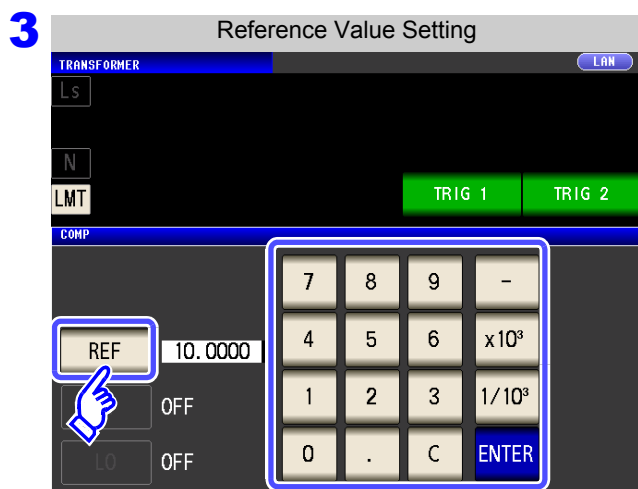 3
Reference Value Setting
TRANSFORMER
LAN
Ls
N
LMT
TRIG 1
TRIG 2
COMP
7 8 9 -
REF 10.0000
4 5 6 x10³
OFF
1 2 3 1/10³
LO OFF
0 . C ENTER